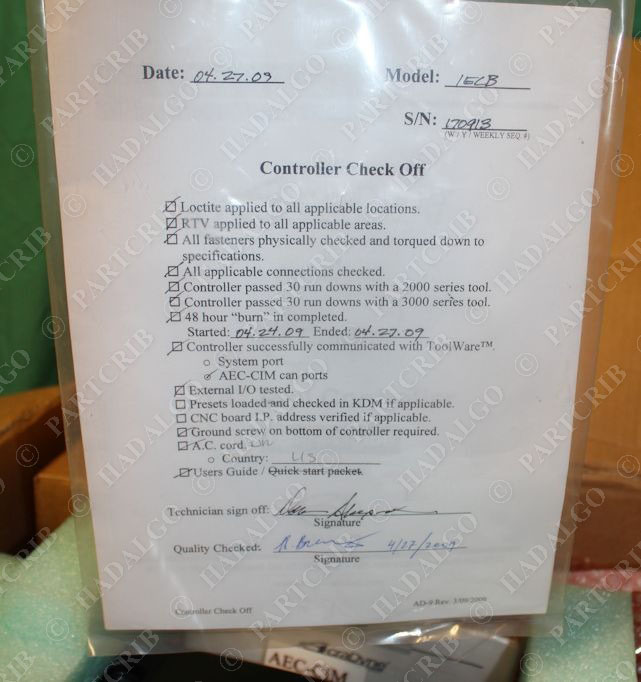 Date: 04.27.09 Model: 1ECB
S/N: 170913
(W / Y / WEEKLY SEQ #)
Controller Check Off
Loctite applied to all applicable locations.
RTV applied to all applicable areas.
All fasteners physically checked and torqued down to
specifications.
All applicable connections checked.
Controller passed 30 run downs with a 2000 series tool.
Controller passed 30 run downs with a 3000 series tool.
48 hour “burn” in completed.
Started: 04.24.09 Ended: 04.27.09
Controller successfully communicated with ToolWare™.
System port
AEC-CIM can ports
External I/O tested.
Presets loaded and checked in KDM if applicable.
CNC board I.P. address verified if applicable.
Ground screw on bottom of controller required.
A.C. cord.
Country: US
Users Guide / Quick start packet.
Technician sign off:
Signature
Quality Checked: 4/27/2009
Signature
Controller Check Off AD-9 Rev. 3/09/2009
AEC-CIM
© PARTCRIB
© HADALGO